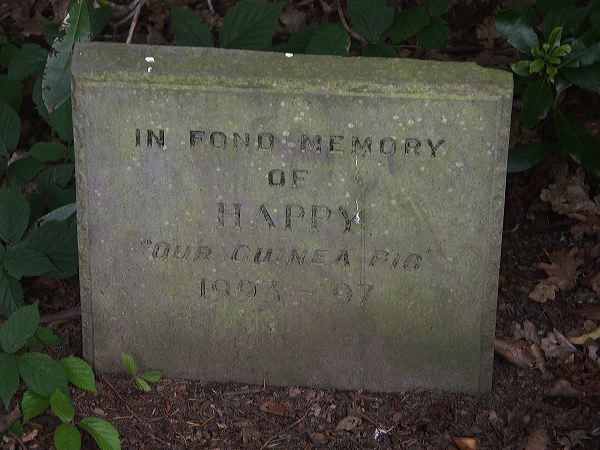 IN FOND MEMORY
OF
HAPPY
"OUR GUINEA PIG"
1993-97